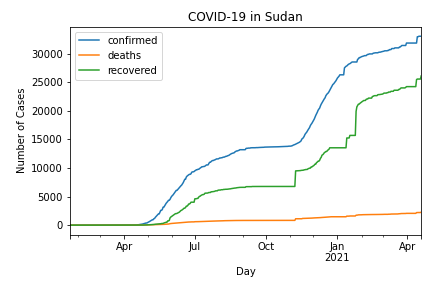 COVID-19 in Sudan
confirmed
deaths
recovered
Number of Cases
30000
25000
20000
15000
10000
5000
0
Apr
Jul
Oct
Jan
2021
Apr
Day